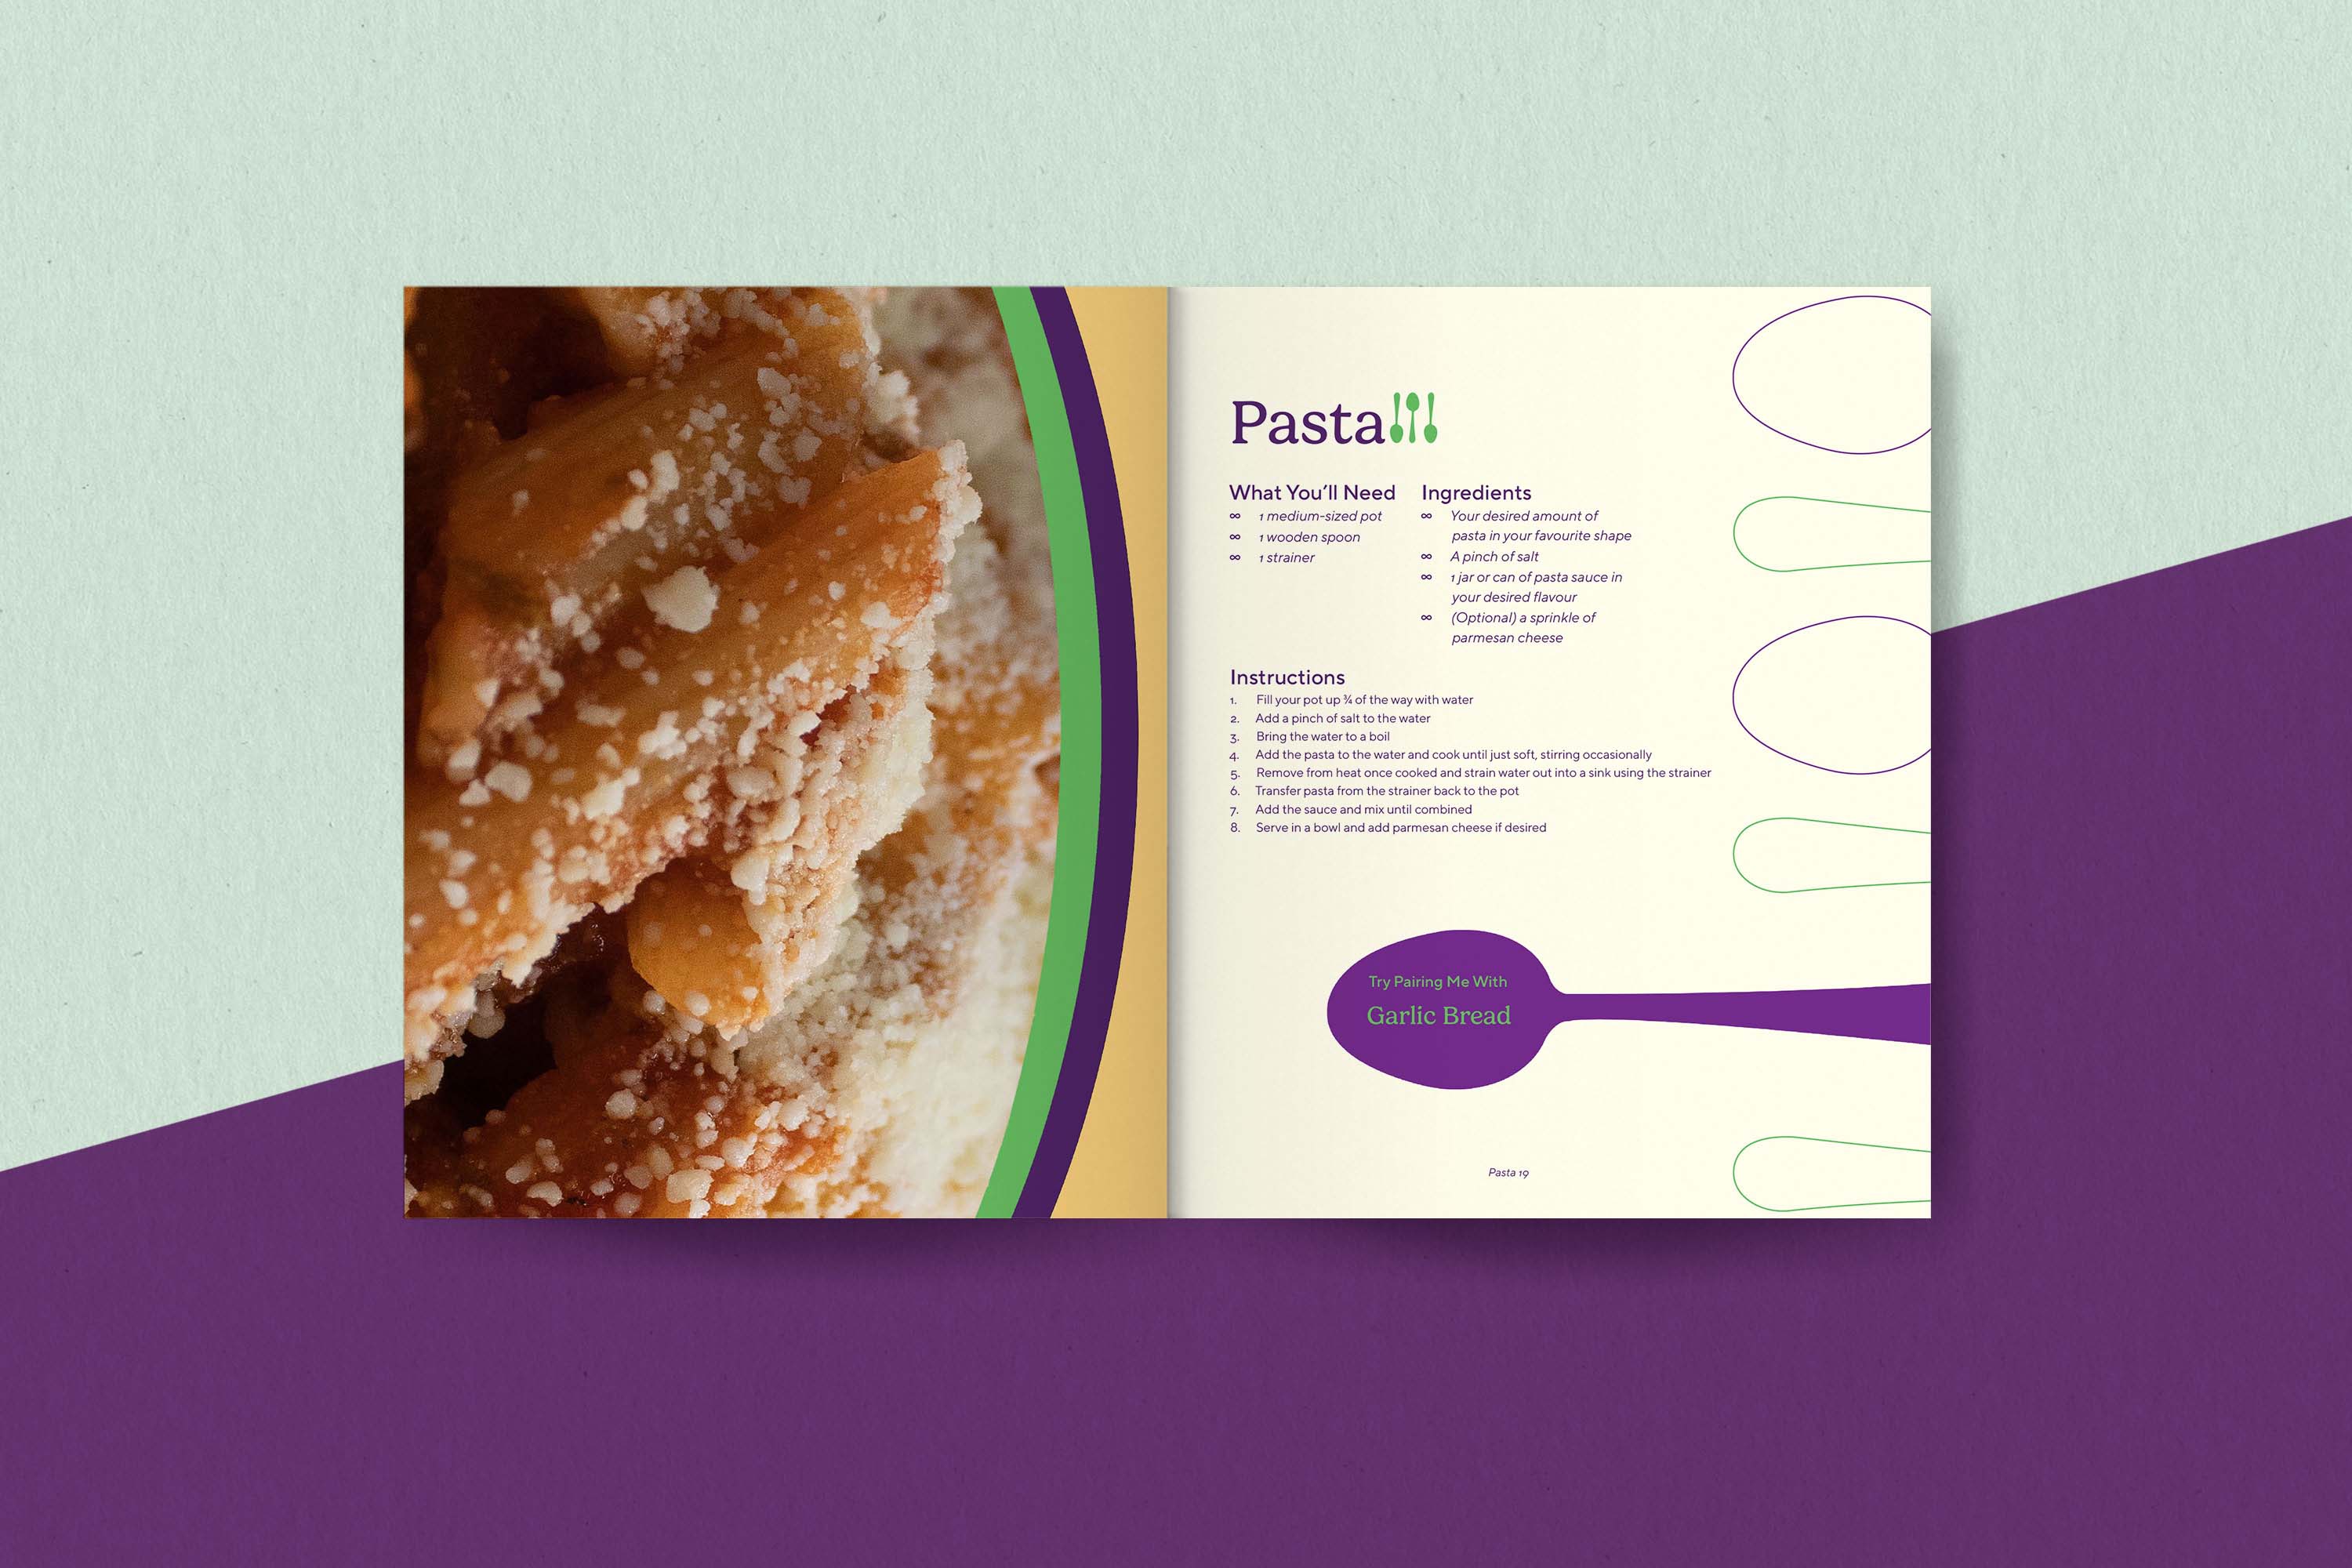 Pasta
What You’ll Need
∞ 1 medium-sized pot
∞ 1 wooden spoon
∞ 1 strainer
Ingredients
∞ Your desired amount of
pasta in your favourite shape
∞ A pinch of salt
∞ 1 jar or can of pasta sauce in
your desired flavour
∞ (Optional) a sprinkle of
parmesan cheese
Instructions
1. Fill your pot up ¾ of the way with water
2. Add a pinch of salt to the water
3. Bring the water to a boil
4. Add the pasta to the water and cook until just soft, stirring occasionally
5. Remove from heat once cooked and strain water out into a sink using the strainer
6. Transfer pasta from the strainer back to the pot
7. Add the sauce and mix until combined
8. Serve in a bowl and add parmesan cheese if desired
Try Pairing Me With
Garlic Bread
Pasta 19